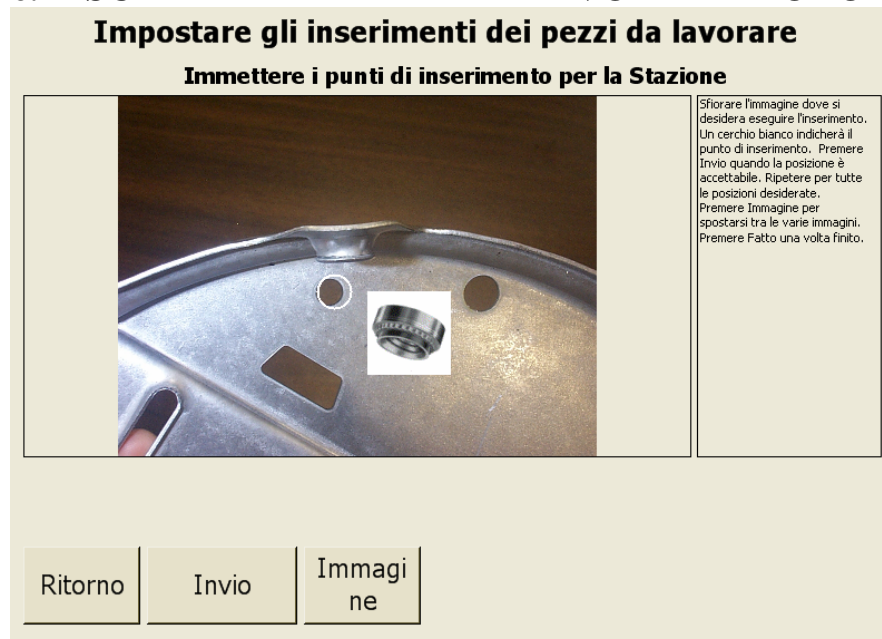 Impostare gli inserimenti dei pezzi da lavorare
Immettere i punti di inserimento per la Stazione
Sfiorare l'immagine dove si
desidera eseguire l'inserimento.
Un cerchio bianco indicherà il
punto di inserimento.  Premere
Invio quando la posizione è
accettabile. Ripetere per tutte
le posizioni desiderate.
Premere Immagine per
spostarsi tra le varie immagini.
Premere Fatto una volta finito.
Ritorno
Invio
Immagi
ne